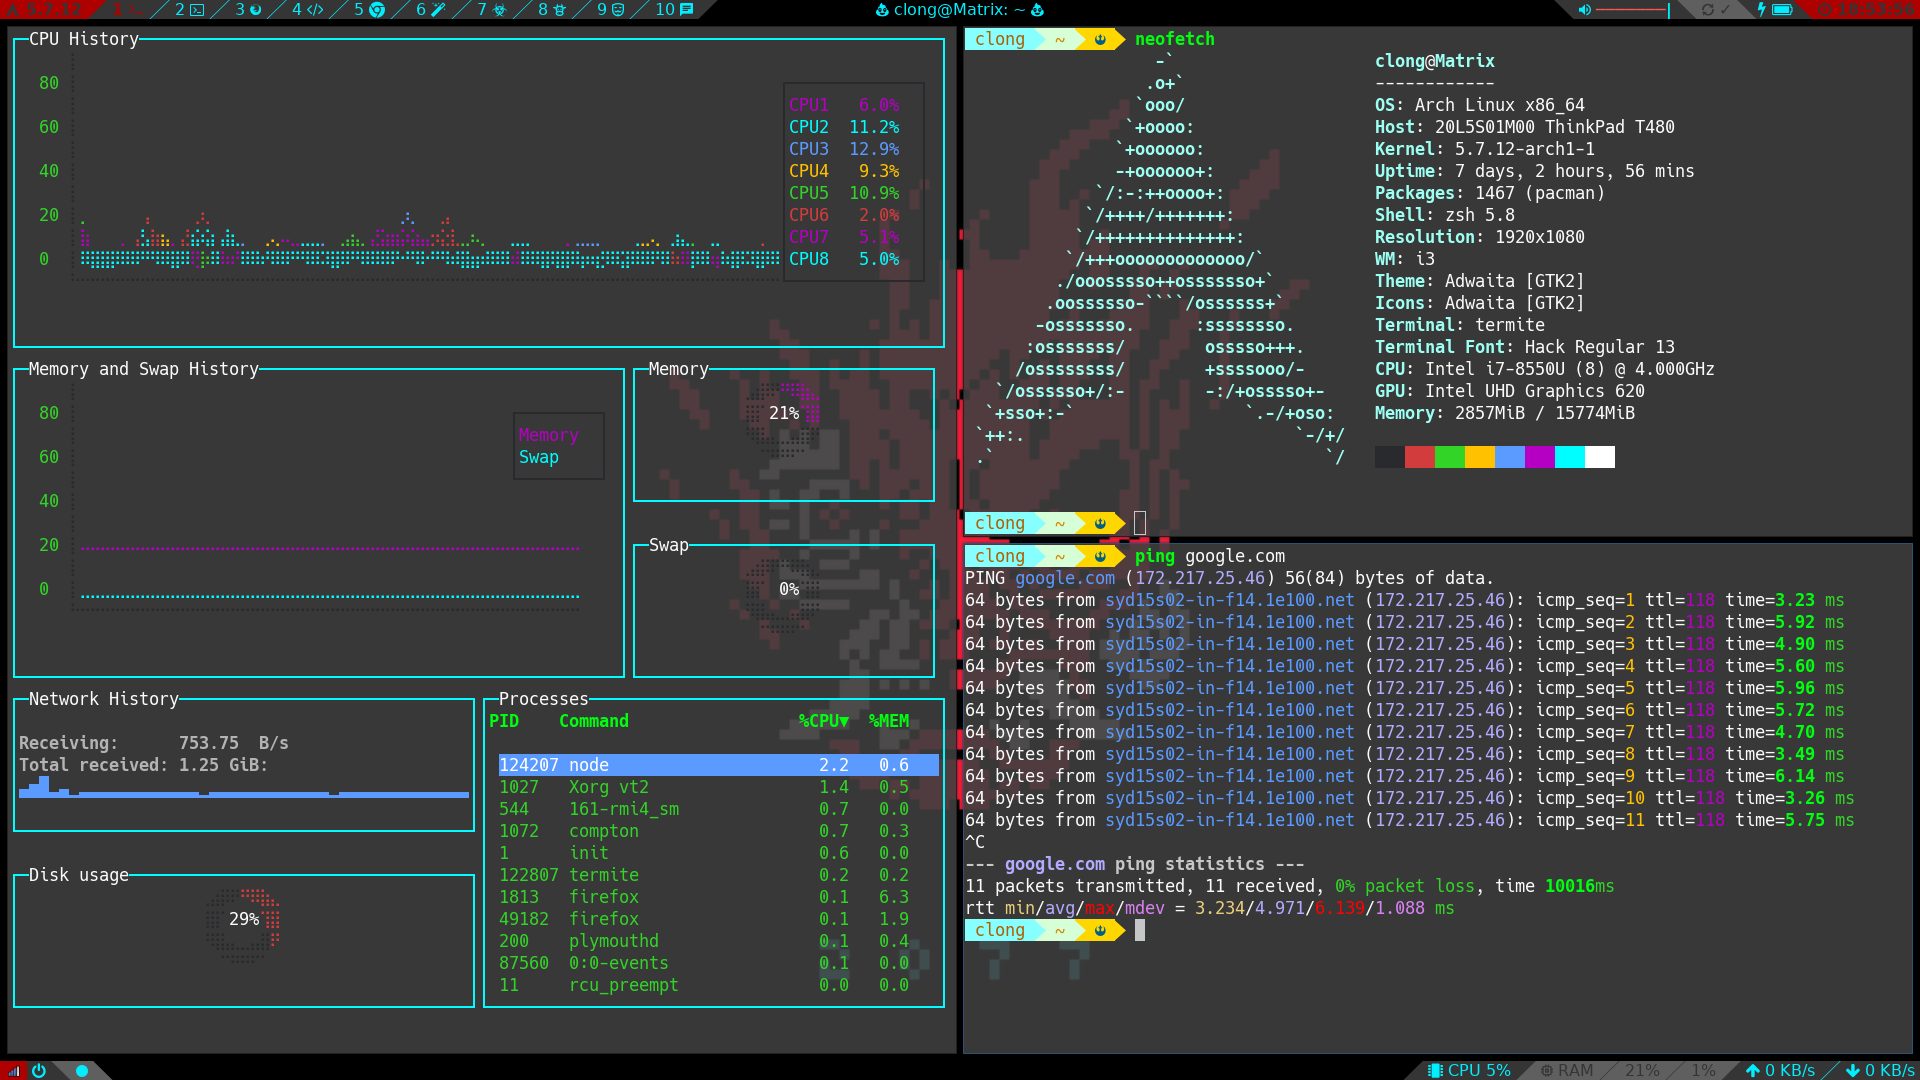 5.7.12 1 2 3 4 5 6 7 8 9 10
clong@Matrix: ~
18:53:56
CPU History
80
60
40
20
0
CPU1 6.0%
CPU2 11.2%
CPU3 12.9%
CPU4 9.3%
CPU5 10.9%
CPU6 2.0%
CPU7 5.1%
CPU8 5.0%
Memory and Swap History
80
60
40
20
0
Memory
Swap
Memory
21%
Swap
0%
Network History
Receiving: 753.75 B/s
Total received: 1.25 GiB:
Disk usage
29%
Processes
PID Command %CPU▼ %MEM
124207 node 2.2 0.6
1027 Xorg vt2 1.4 0.5
544 161-rmi4_sm 0.7 0.0
1072 compton 0.7 0.3
1 init 0.6 0.0
122807 termite 0.2 0.2
1813 firefox 0.1 6.3
49182 firefox 0.1 1.9
200 plymouthd 0.1 0.4
87560 0:0-events 0.1 0.0
11 rcu_preempt 0.0 0.0
clong ~ neofetch
-`
.o+`
`ooo/
`+oooo:
`+oooooo:
-+oooooo+:
`/:-:++oooo+:
`/++++/+++++++:
`/++++++++++++++:
`/+++ooooooooooooo/`
./ooosssso++osssssso+`
.oossssso-````/ossssss+`
-osssssso. :ssssssso.
:osssssss/ osssso+++.
/ossssssss/ +ssssooo/-
`/ossssso+/:- -:/+osssso+-
`+sso+:-` `.-/+oso:
`++:. `-/+/
.` `/
clong@Matrix
------------
OS: Arch Linux x86_64
Host: 20L5S01M00 ThinkPad T480
Kernel: 5.7.12-arch1-1
Uptime: 7 days, 2 hours, 56 mins
Packages: 1467 (pacman)
Shell: zsh 5.8
Resolution: 1920x1080
WM: i3
Theme: Adwaita [GTK2]
Icons: Adwaita [GTK2]
Terminal: termite
Terminal Font: Hack Regular 13
CPU: Intel i7-8550U (8) @ 4.000GHz
GPU: Intel UHD Graphics 620
Memory: 2857MiB / 15774MiB
clong ~
clong ~ ping google.com
PING google.com (172.217.25.46) 56(84) bytes of data.
64 bytes from syd15s02-in-f14.1e100.net (172.217.25.46): icmp_seq=1 ttl=118 time=3.23 ms
64 bytes from syd15s02-in-f14.1e100.net (172.217.25.46): icmp_seq=2 ttl=118 time=5.92 ms
64 bytes from syd15s02-in-f14.1e100.net (172.217.25.46): icmp_seq=3 ttl=118 time=4.90 ms
64 bytes from syd15s02-in-f14.1e100.net (172.217.25.46): icmp_seq=4 ttl=118 time=5.60 ms
64 bytes from syd15s02-in-f14.1e100.net (172.217.25.46): icmp_seq=5 ttl=118 time=5.96 ms
64 bytes from syd15s02-in-f14.1e100.net (172.217.25.46): icmp_seq=6 ttl=118 time=5.72 ms
64 bytes from syd15s02-in-f14.1e100.net (172.217.25.46): icmp_seq=7 ttl=118 time=4.70 ms
64 bytes from syd15s02-in-f14.1e100.net (172.217.25.46): icmp_seq=8 ttl=118 time=3.49 ms
64 bytes from syd15s02-in-f14.1e100.net (172.217.25.46): icmp_seq=9 ttl=118 time=6.14 ms
64 bytes from syd15s02-in-f14.1e100.net (172.217.25.46): icmp_seq=10 ttl=118 time=3.26 ms
64 bytes from syd15s02-in-f14.1e100.net (172.217.25.46): icmp_seq=11 ttl=118 time=5.75 ms
^C
--- google.com ping statistics ---
11 packets transmitted, 11 received, 0% packet loss, time 10016ms
rtt min/avg/max/mdev = 3.234/4.971/6.139/1.088 ms
clong ~
CPU 5% RAM 21% 1% 0 KB/s 0 KB/s